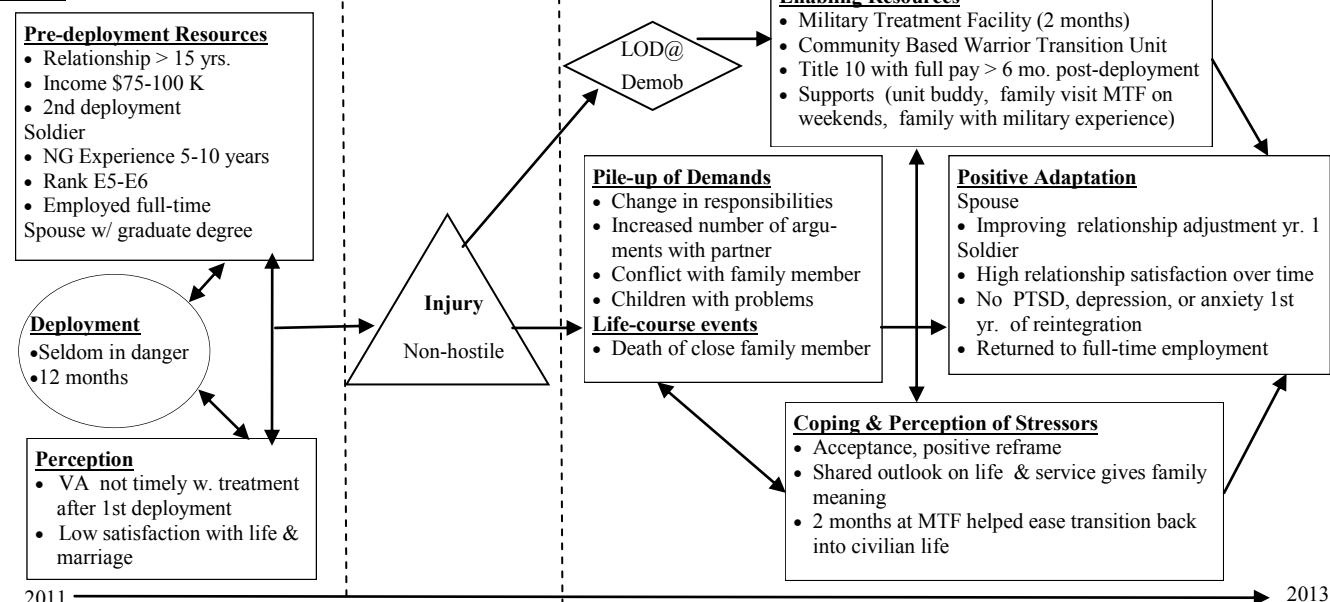 Pre-deployment Resources
• Relationship > 15 yrs.
• Income $75-100 K
• 2nd deployment
Soldier
• NG Experience 5-10 years
• Rank E5-E6
• Employed full-time
Spouse w/ graduate degree
Deployment
•Seldom in danger
•12 months
Perception
• VA not timely w. treatment
after 1st deployment
• Low satisfaction with life &
marriage
Injury
Non-hostile
LOD@
Demob
Enabling Resources
• Military Treatment Facility (2 months)
• Community Based Warrior Transition Unit
• Title 10 with full pay > 6 mo. post-deployment
• Supports (unit buddy, family visit MTF on
weekends, family with military experience)
Pile-up of Demands
• Change in responsibilities
• Increased number of argu-
ments with partner
• Conflict with family member
• Children with problems
Life-course events
• Death of close family member
Positive Adaptation
Spouse
• Improving relationship adjustment yr. 1
Soldier
• High relationship satisfaction over time
• No PTSD, depression, or anxiety 1st
yr. of reintegration
• Returned to full-time employment
Coping & Perception of Stressors
• Acceptance, positive reframe
• Shared outlook on life & service gives family
meaning
• 2 months at MTF helped ease transition back
into civilian life
2011
2013